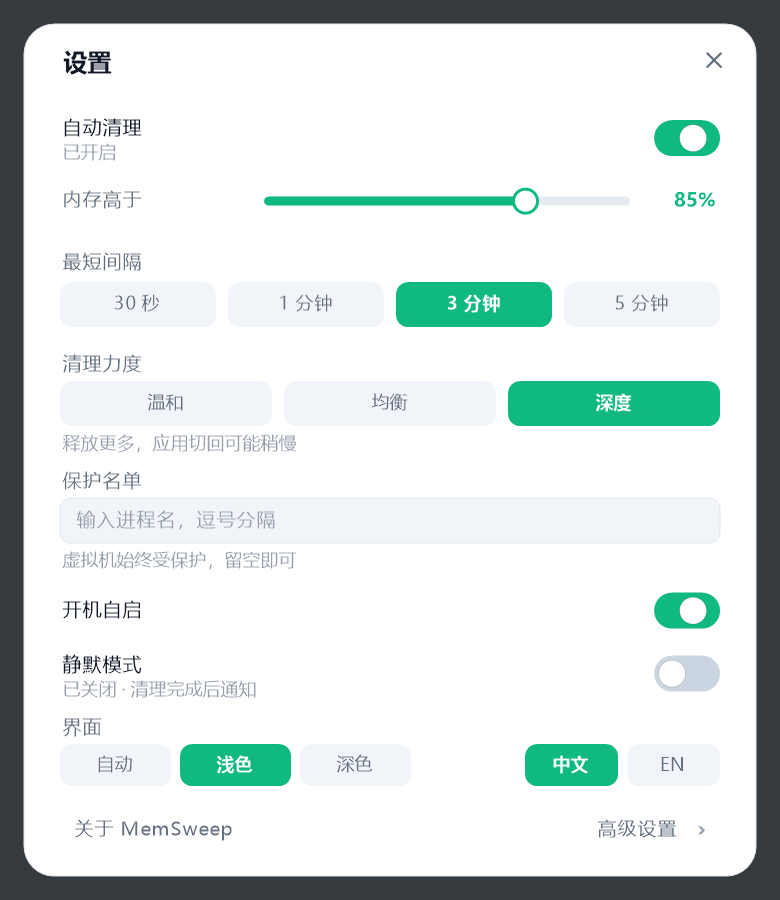 设置
自动清理
已开启
内存高于 85%
最短间隔
30 秒 1 分钟 3 分钟 5 分钟
清理力度
温和 均衡 深度
释放更多，应用切回可能稍慢
保护名单
输入进程名，逗号分隔
虚拟机始终受保护，留空即可
开机自启
静默模式
已关闭 · 清理完成后通知
界面
自动 浅色 深色 中文 EN
关于 MemSweep 高级设置 ›